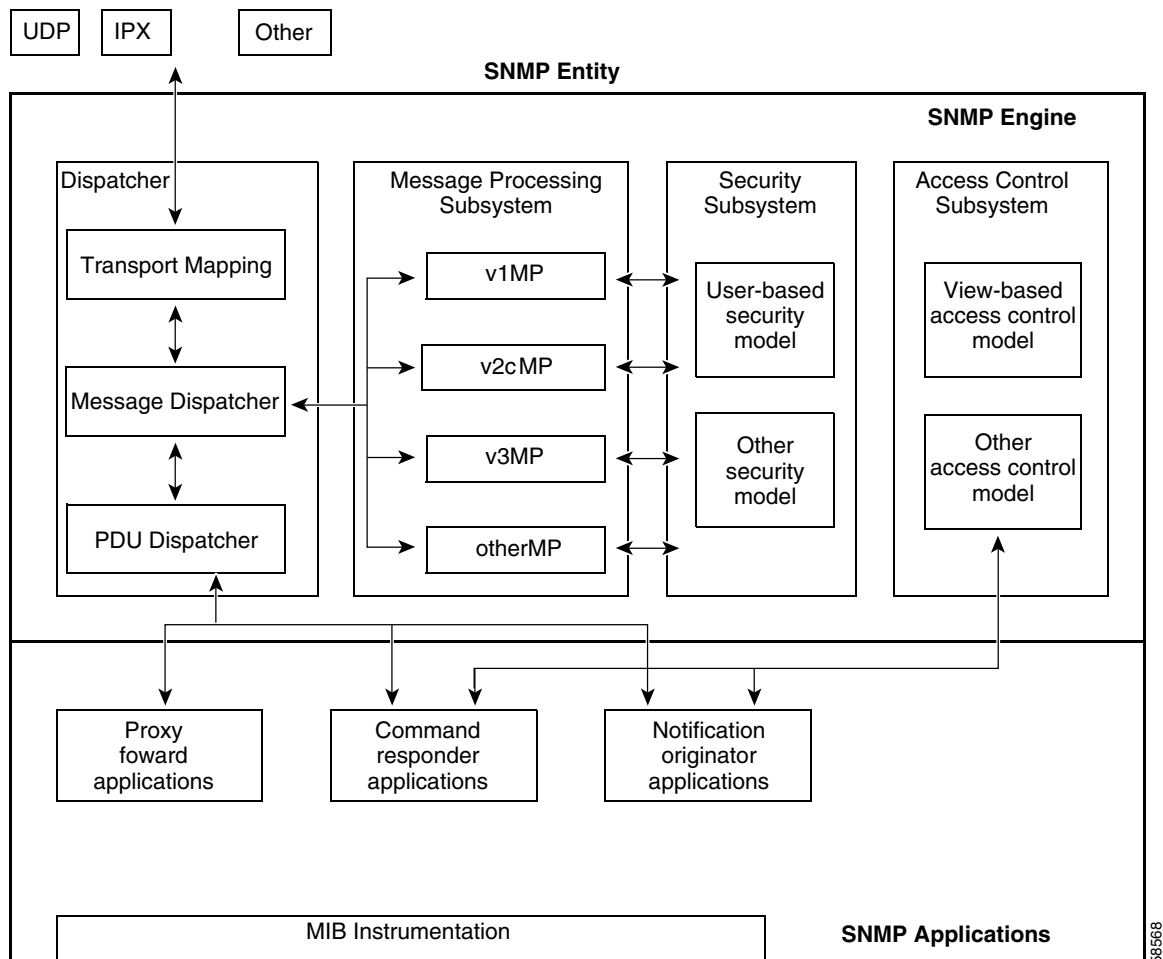 UDP
IPX
Other
SNMP Entity
SNMP Engine
Dispatcher
Transport Mapping
Message Dispatcher
PDU Dispatcher
Message Processing
Subsystem
v1MP
v2cMP
v3MP
otherMP
Security
Subsystem
User-based
security
model
Other
security
model
Access Control
Subsystem
View-based
access control
model
Other
access control
model
Proxy
foward
applications
Command
responder
applications
Notification
originator
applications
MIB Instrumentation
SNMP Applications
68568